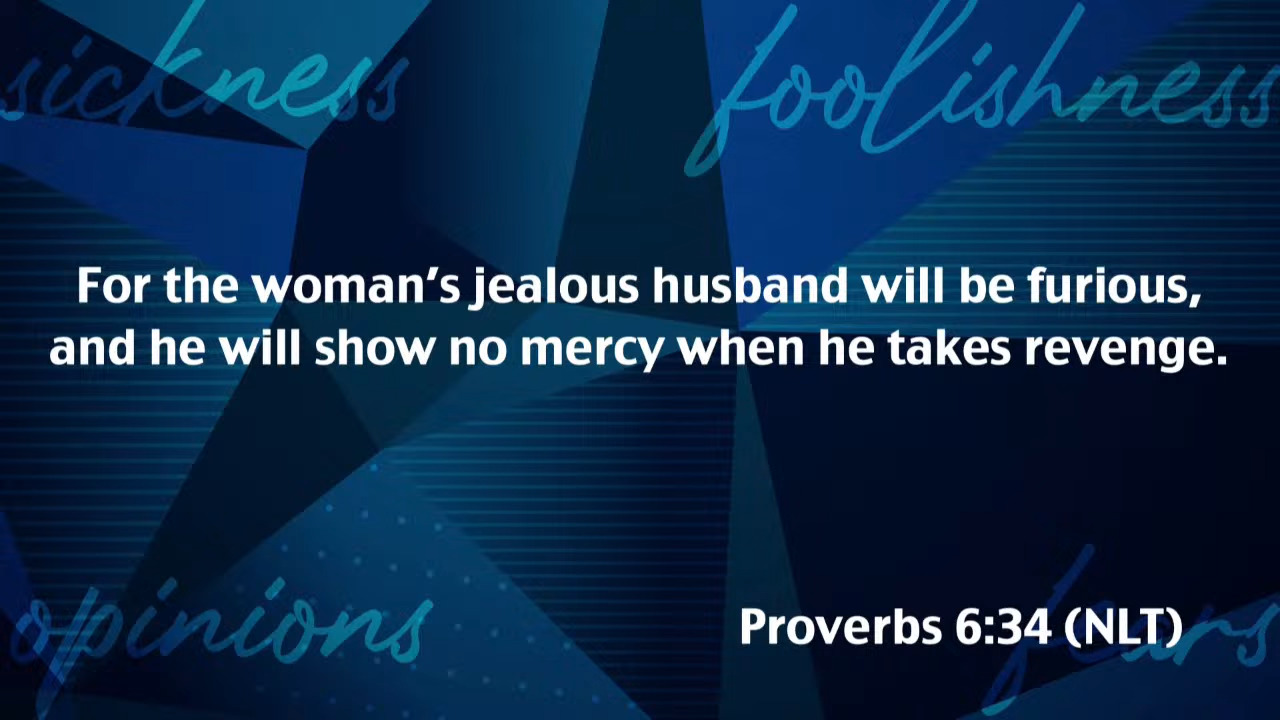 sickness
foolishness
For the woman’s jealous husband will be furious,
and he will show no mercy when he takes revenge.
opinions
Proverbs 6:34 (NLT)
fears